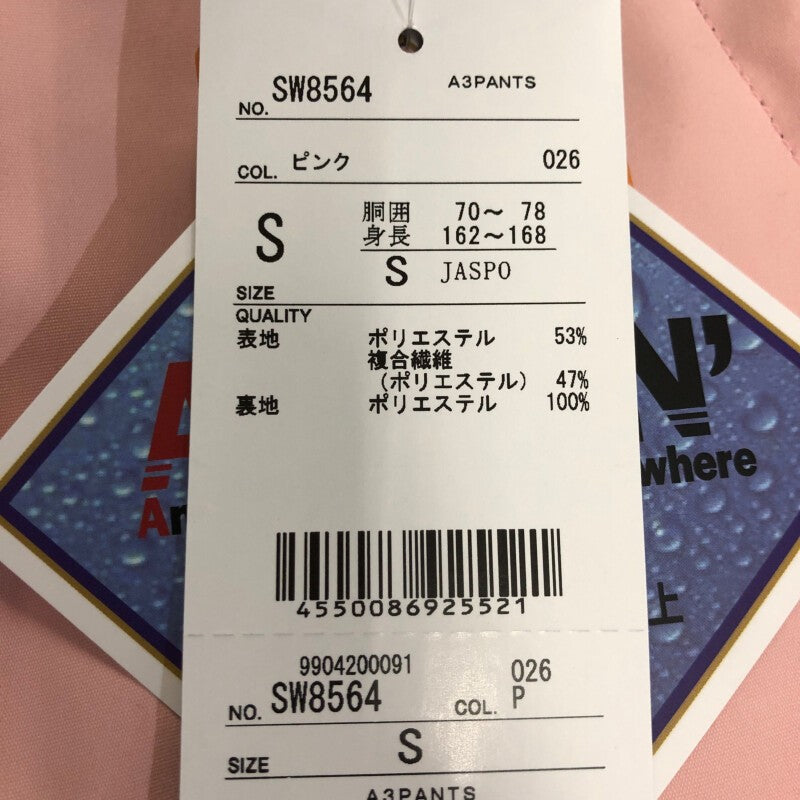 NO. SW8564 A3PANTS
COL. ピンク 026
S 胴囲 70～ 78
身長 162～168
S JASPO
SIZE
QUALITY
表地 ポリエステル 53%
複合繊維
（ポリエステル） 47%
裏地 ポリエステル 100%
N'
where
4550086925521
上
9904200091
NO. SW8564 COL. 026
P
SIZE S
A3PANTS